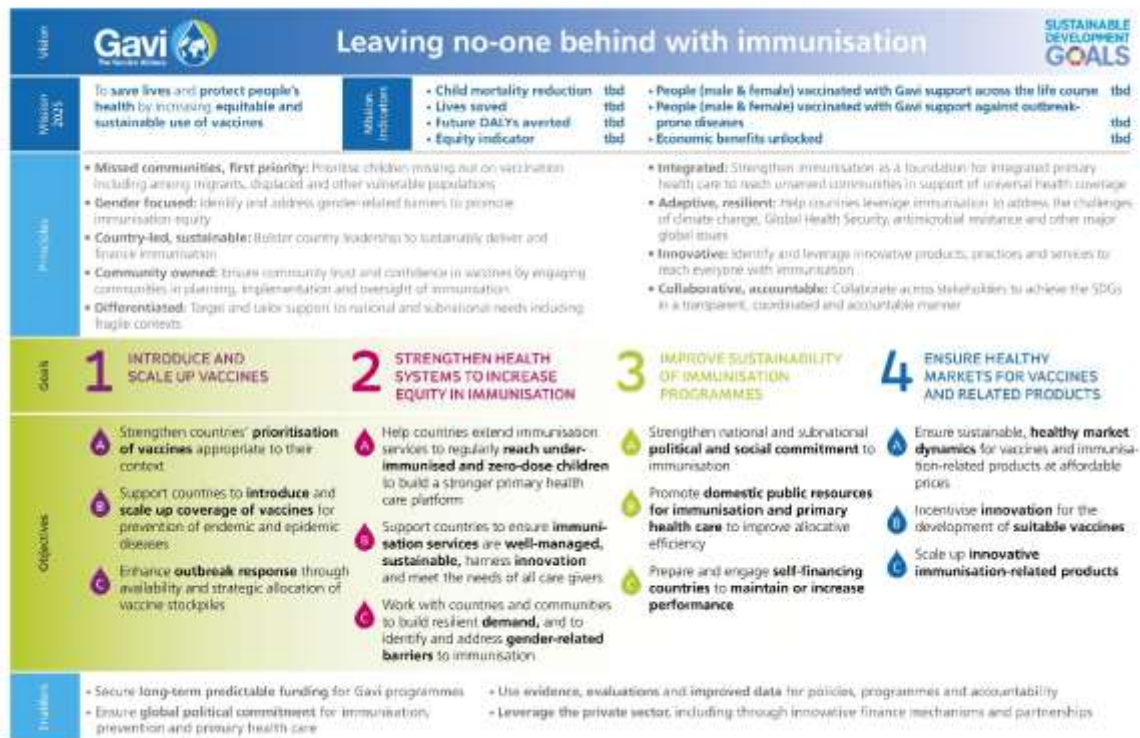 Vision
Gavi
The Vaccine Alliance
Leaving no-one behind with immunisation
SUSTAINABLE
DEVELOPMENT
GOALS
Mission
2025
To save lives and protect people's
health by increasing equitable and
sustainable use of vaccines
Mission
indicators
• Child mortality reduction tbd
• Lives saved tbd
• Future DALYs averted tbd
• Equity indicator tbd
• People (male & female) vaccinated with Gavi support across the life course tbd
• People (male & female) vaccinated with Gavi support against outbreak-
prone diseases tbd
• Economic benefits unlocked tbd
Principles
• Missed communities, first priority: Prioritise children missing out on vaccination
including among migrants, displaced and other vulnerable populations
• Gender focused: Identify and address gender-related barriers to promote
immunisation equity
• Country-led, sustainable: Bolster country leadership to sustainably deliver and
finance immunisation
• Community owned: Ensure community trust and confidence in vaccines by engaging
communities in planning, implementation and oversight of immunisation
• Differentiated: Target and tailor support to national and subnational needs including
fragile contexts
• Integrated: Strengthen immunisation as a foundation for integrated primary
health care to reach unserved communities in support of universal health coverage
• Adaptive, resilient: Help countries leverage immunisation to address the challenges
of climate change, Global Health Security, antimicrobial resistance and other major
global issues
• Innovative: Identify and leverage innovative products, practices and services to
reach everyone with immunisation
• Collaborative, accountable: Collaborate across stakeholders to achieve the SDGs
in a transparent, coordinated and accountable manner
Goals
1 INTRODUCE AND
SCALE UP VACCINES
2 STRENGTHEN HEALTH
SYSTEMS TO INCREASE
EQUITY IN IMMUNISATION
3 IMPROVE SUSTAINABILITY
OF IMMUNISATION
PROGRAMMES
4 ENSURE HEALTHY
MARKETS FOR VACCINES
AND RELATED PRODUCTS
Objectives
A Strengthen countries' prioritisation
of vaccines appropriate to their
context
B Support countries to introduce and
scale up coverage of vaccines for
prevention of endemic and epidemic
diseases
C Enhance outbreak response through
availability and strategic allocation of
vaccine stockpiles
A Help countries extend immunisation
services to regularly reach under-
immunised and zero-dose children
to build a stronger primary health
care platform
B Support countries to ensure immuni-
sation services are well-managed,
sustainable, harness innovation
and meet the needs of all care givers
C Work with countries and communities
to build resilient demand, and to
identify and address gender-related
barriers to immunisation
A Strengthen national and subnational
political and social commitment to
immunisation
B Promote domestic public resources
for immunisation and primary
health care to improve allocative
efficiency
C Prepare and engage self-financing
countries to maintain or increase
performance
A Ensure sustainable, healthy market
dynamics for vaccines and immunisa-
tion-related products at affordable
prices
B Incentivise innovation for the
development of suitable vaccines
C Scale up innovative
immunisation-related products
Enablers
• Secure long-term predictable funding for Gavi programmes
• Ensure global political commitment for immunisation,
prevention and primary health care
• Use evidence, evaluations and improved data for policies, programmes and accountability
• Leverage the private sector, including through innovative finance mechanisms and partnerships